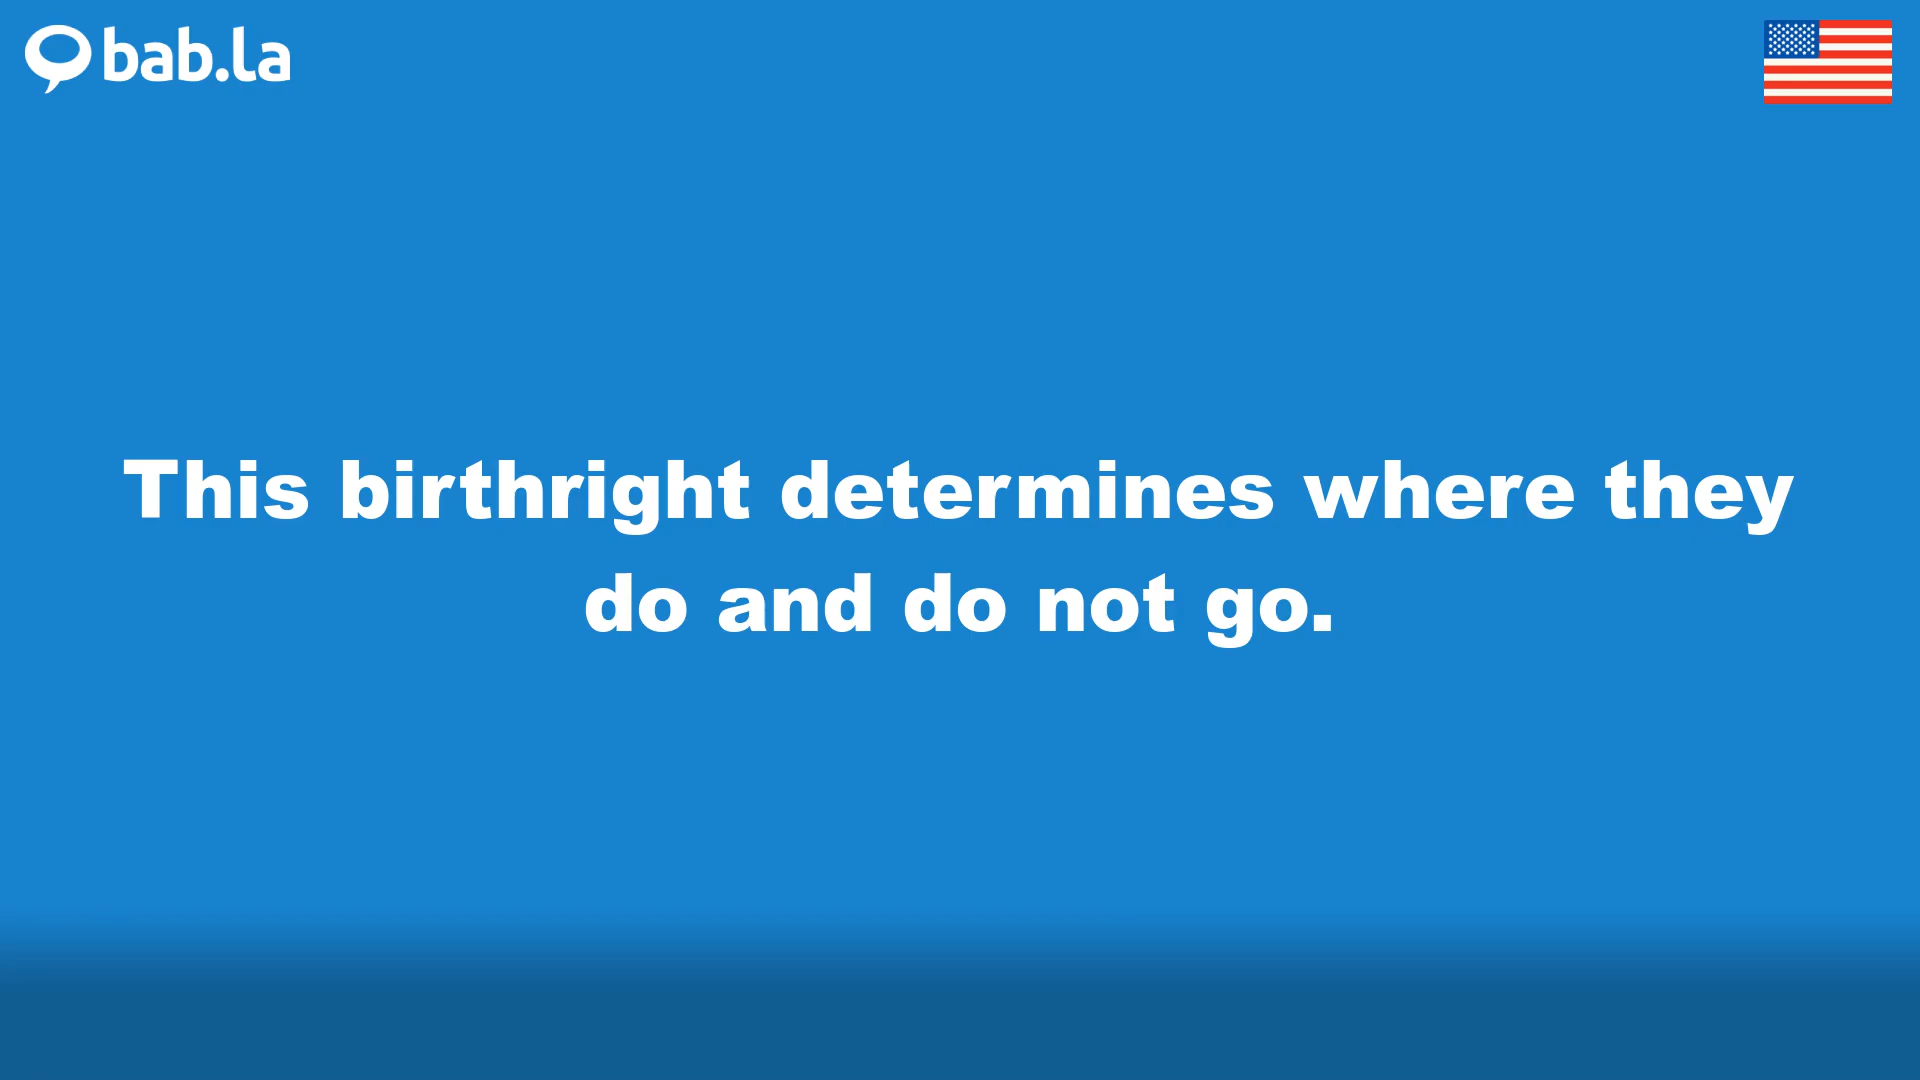 bab.la
This birthright determines where they
do and do not go.